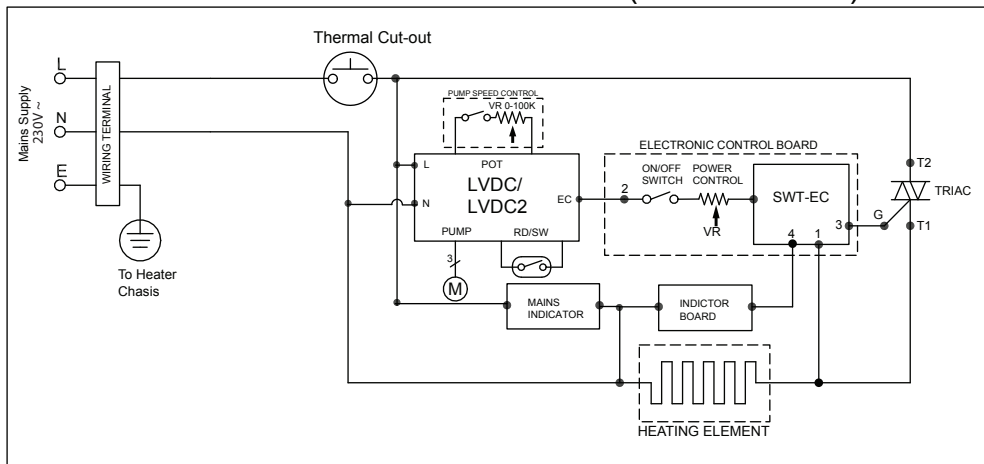 Thermal Cut-out
Mains Supply
230V ~
L
N
E
WIRING TERMINAL
To Heater
Chasis
PUMP SPEED CONTROL
VR 0-100K
L
N
POT
LVDC/
LVDC2
EC
PUMP
RD/SW
3
M
ELECTRONIC CONTROL BOARD
2
ON/OFF
SWITCH
POWER
CONTROL
VR
SWT-EC
3
4
1
G
T2
TRIAC
T1
MAINS
INDICATOR
INDICTOR
BOARD
HEATING ELEMENT